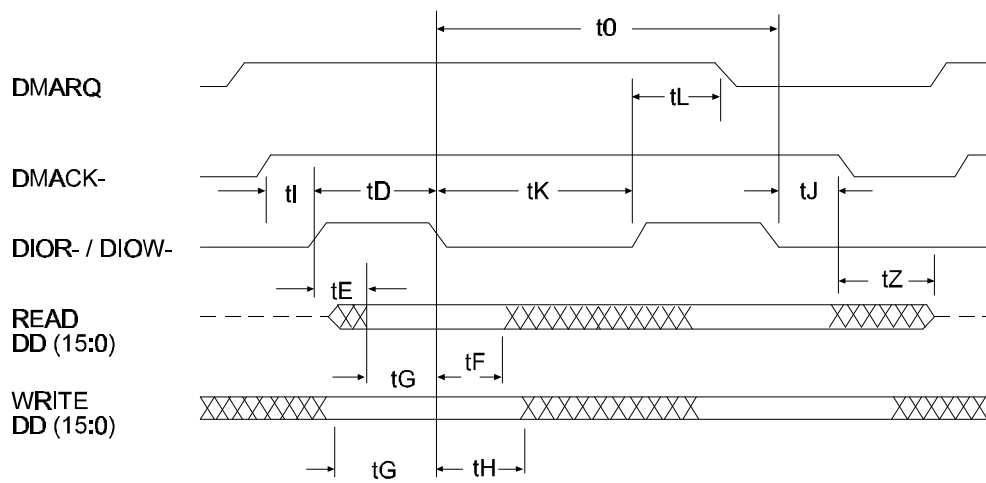 t0
DMARQ
tL
DMACK-
tI
tD
tK
tJ
DIOR- / DIOW-
tE
tZ
READ
DD (15:0)
tG
tF
WRITE
DD (15:0)
tG
tH